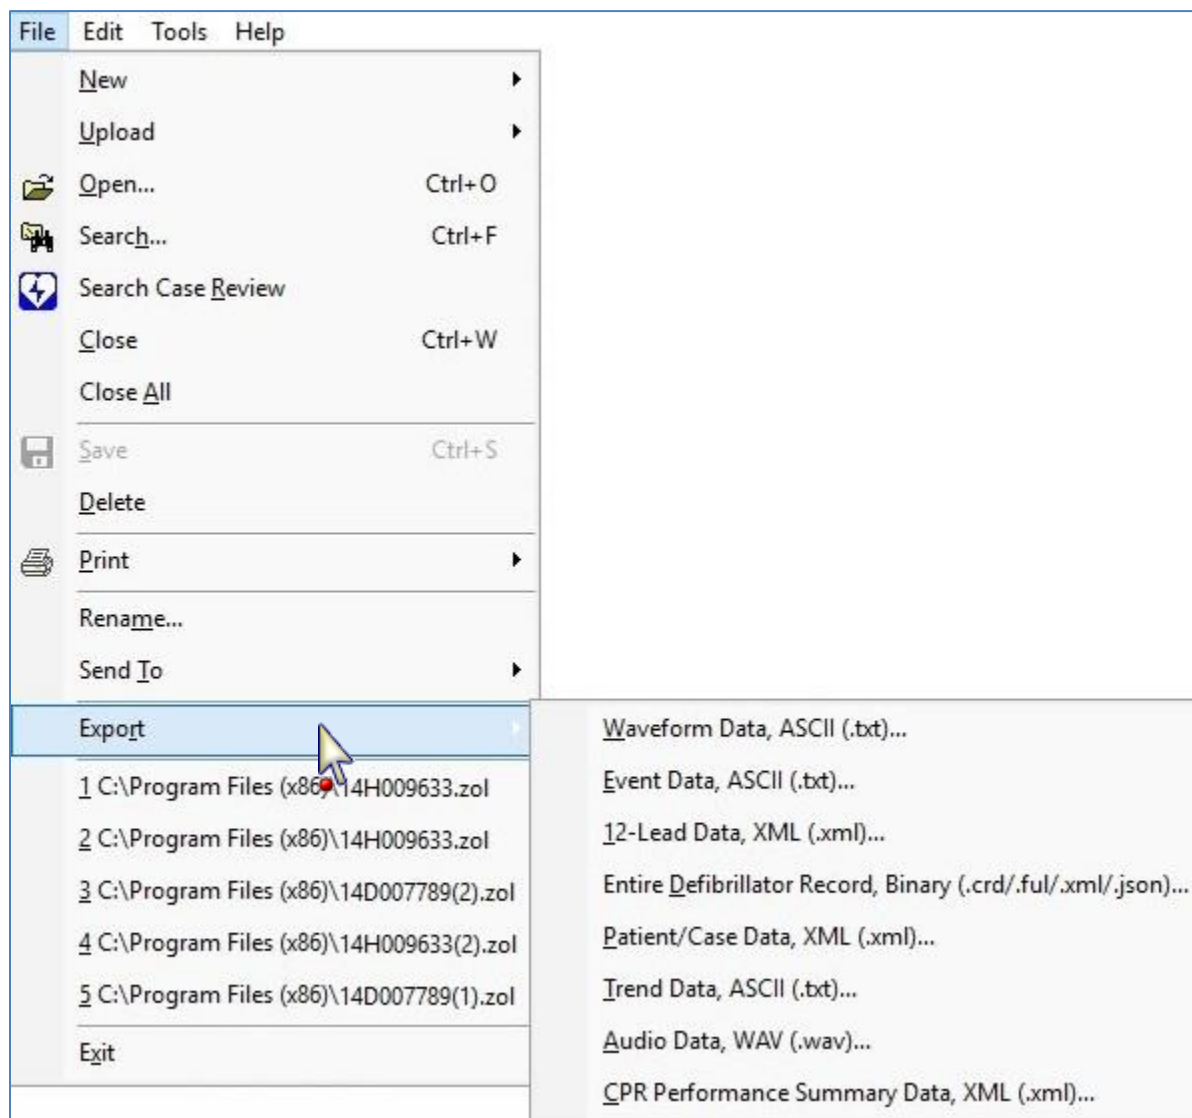 File Edit Tools Help
New
Upload
Open... Ctrl+O
Search... Ctrl+F
Search Case Review
Close Ctrl+W
Close All
Save Ctrl+S
Delete
Print
Rename...
Send To
Export
1 C:\Program Files (x86)\14H009633.zol
2 C:\Program Files (x86)\14H009633.zol
3 C:\Program Files (x86)\14D007789(2).zol
4 C:\Program Files (x86)\14H009633(2).zol
5 C:\Program Files (x86)\14D007789(1).zol
Exit
Waveform Data, ASCII (.txt)...
Event Data, ASCII (.txt)...
12-Lead Data, XML (.xml)...
Entire Defibrillator Record, Binary (.crd/.ful/.xml/.json)...
Patient/Case Data, XML (.xml)...
Trend Data, ASCII (.txt)...
Audio Data, WAV (.wav)...
CPR Performance Summary Data, XML (.xml)...